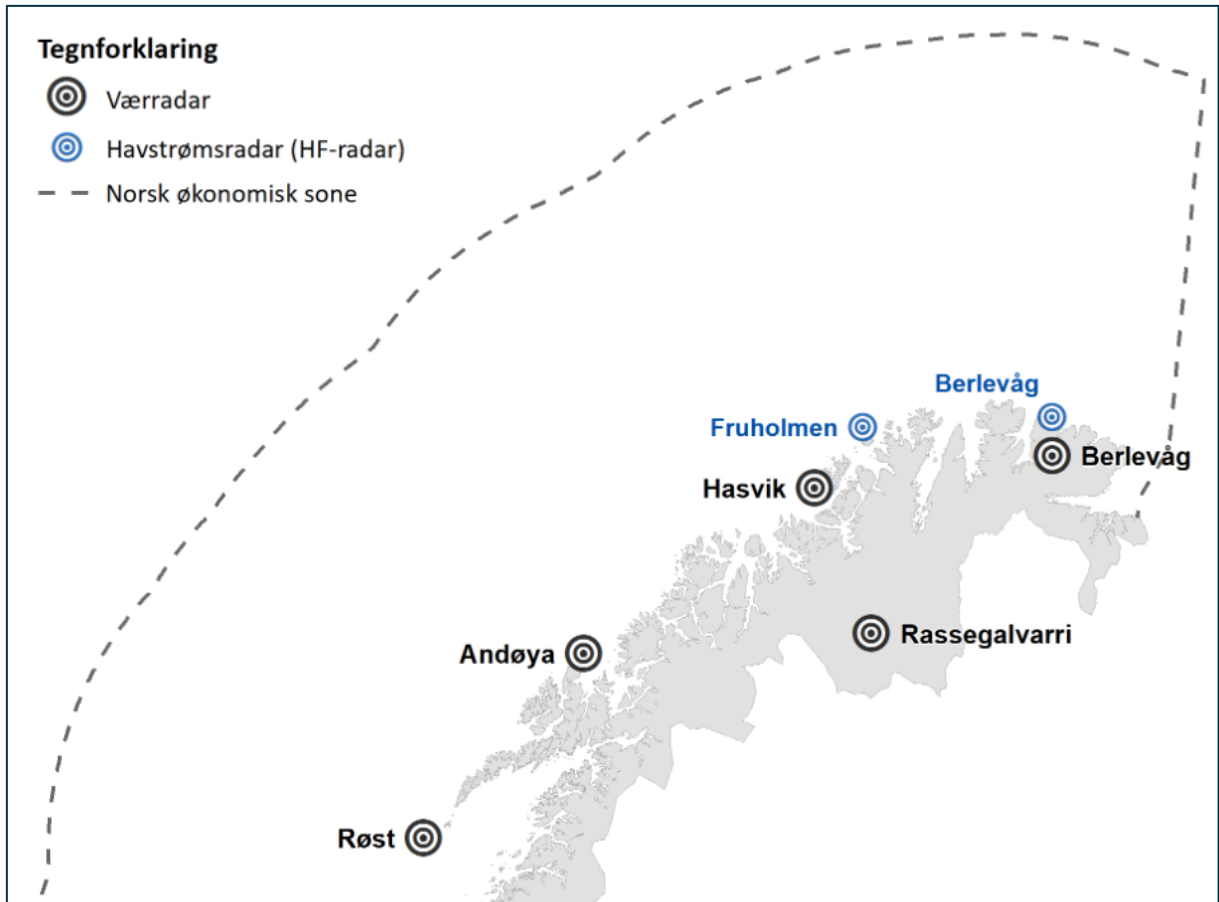 Tegnforklaring
Værradar
Havstrømsradar (HF-radar)
Norsk økonomisk sone
Berlevåg
Fruholmen
Berlevåg
Hasvik
Rassegalvarri
Andøya
Røst